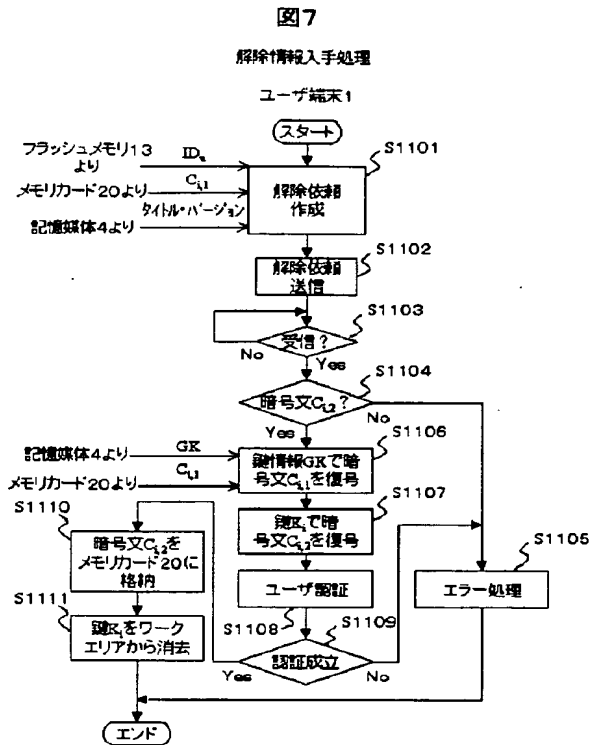 図7
解除情報入手処理
ユーザ端末1
スタート
S1101
フラッシュメモリ13
より
IDu
メモリカード20より
Ci,1
タイトル・バージョン
記憶媒体4より
解除依頼
作成
S1102
解除依頼
送信
S1103
受信?
No
Yes
S1104
暗号文Ci,2?
No
Yes
S1106
記憶媒体4より
GK
メモリカード20より
Ci,1
鍵情報GKで暗
号文Ci,1を復号
S1107
鍵Kiで暗
号文Ci,2を復号
S1110
暗号文Ci,2を
メモリカード20に
格納
S1105
エラー処理
ユーザ認証
S1108
S1109
認証成立
Yes
No
S1111
鍵Kiをワーク
エリアから消去
エンド